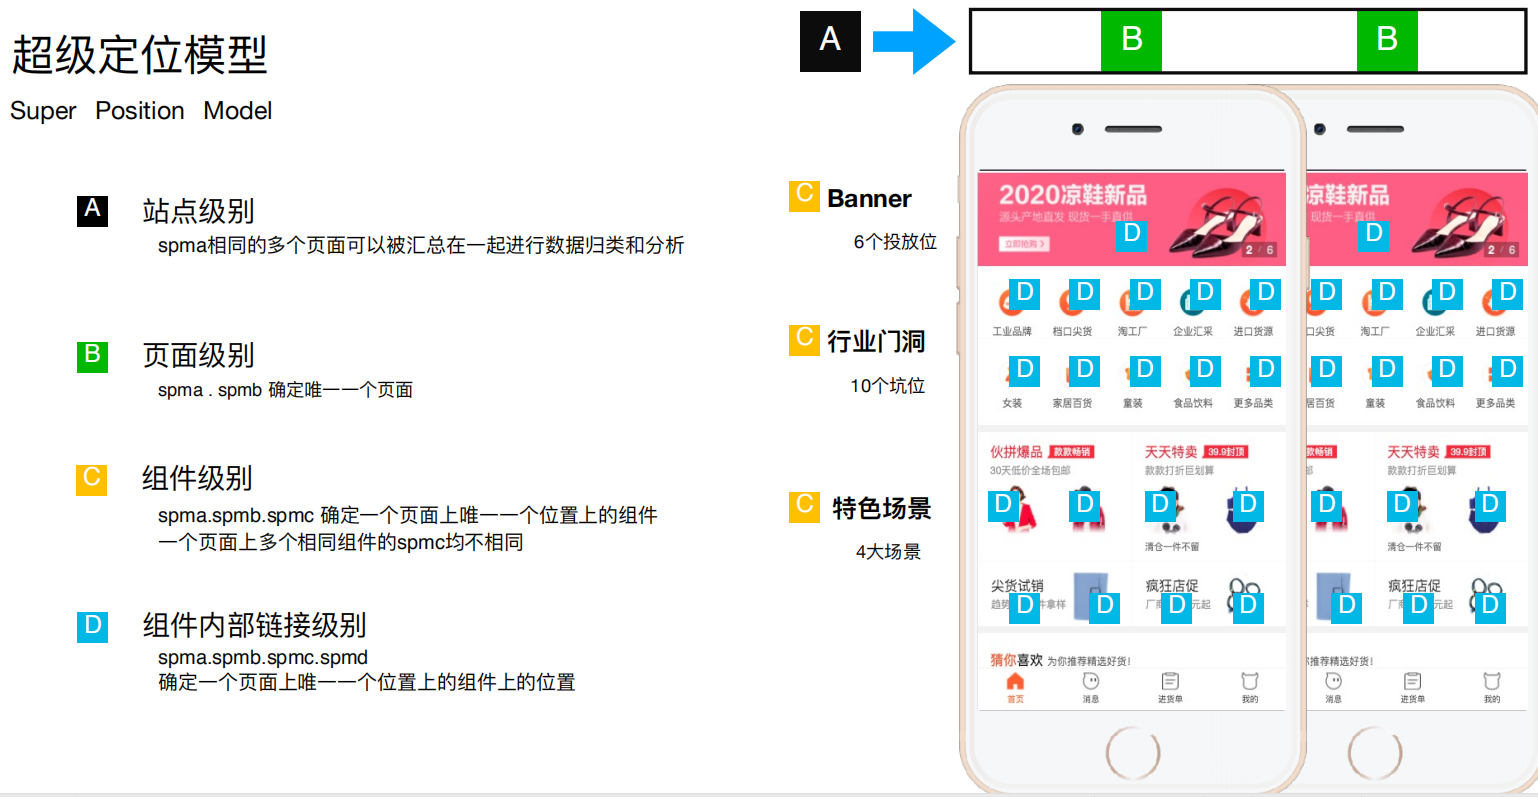 超级定位模型
Super Position Model
A 站点级别
spma相同的多个页面可以被汇总在一起进行数据归类和分析
B 页面级别
spma . spmb 确定唯一一个页面
C 组件级别
spma.spmb.spmc 确定一个页面上唯一一个位置上的组件
一个页面上多个相同组件的spmc均不相同
D 组件内部链接级别
spma.spmb.spmc.spmd
确定一个页面上唯一一个位置上的组件上的位置
C Banner
6个投放位
C 行业门洞
10个坑位
C 特色场景
4大场景
A B B
2020凉鞋新品
源头产地直发 现货一手直供
D
立即抢购 >
2 / 6
D D D D D
工业品牌 档口尖货 淘工厂 企业汇采 进口货源
D D D D D
女装 家居百货 童装 食品饮料 更多品类
伙拼爆品 款款畅销 天天特卖 39.9封顶
30天低价全场包邮 款款打折巨划算
D D D D
清仓一件不留
尖货试销 疯狂店促
趋势 件拿样 厂商 元起
D D D D
猜你喜欢 为你推荐精选好货!
首页 消息 进货单 我的
凉鞋新品
现货一手直供
D
2 / 6
D D D D
口尖货 淘工厂 企业汇采 进口货源
D D D D
居百货 童装 食品饮料 更多品类
畅销 天天特卖 39.9封顶
邮 款款打折巨划算
D D D
清仓一件不留
疯狂店促
厂商 元起
D D D
推荐精选好货!
消息 进货单 我的